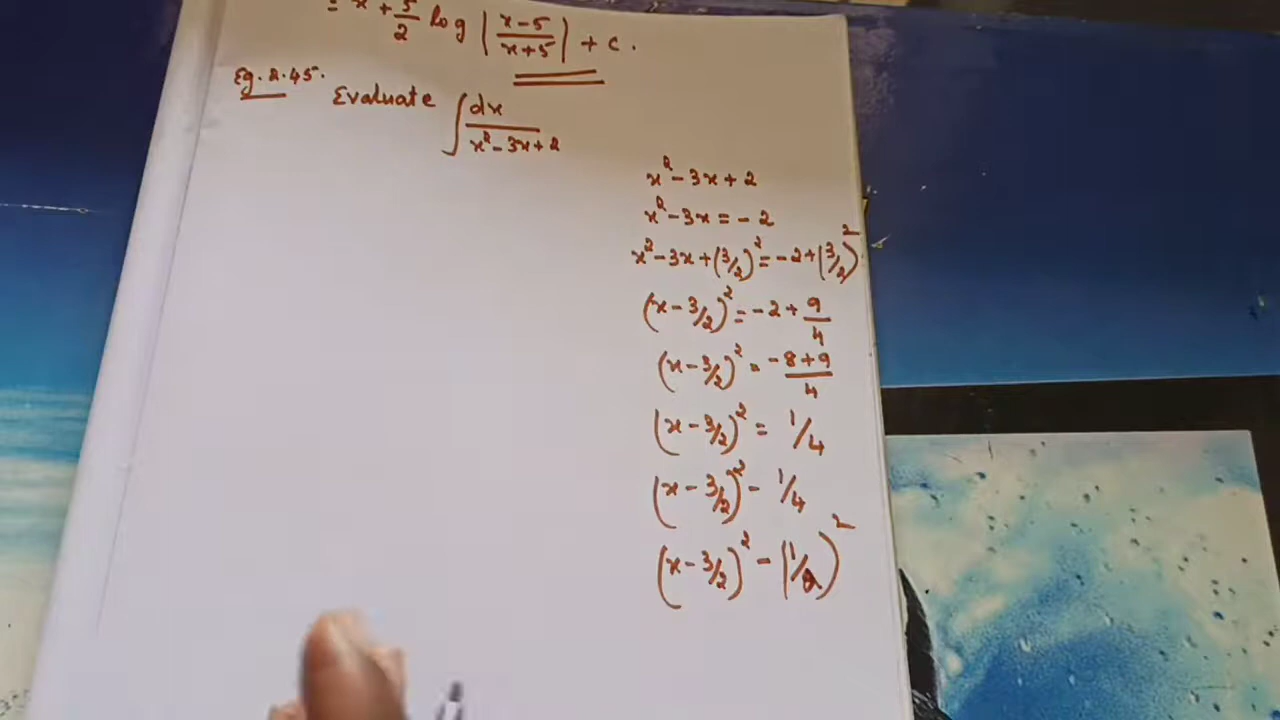 = x + 5/2 log |x-5/x+5| + c.
Eg. 2.45. Evaluate ∫ dx/x² - 3x + 2
x² - 3x + 2
x² - 3x = - 2
x² - 3x + (3/2)² = -2 + (3/2)²
(x - 3/2)² = -2 + 9/4
(x - 3/2)² = -8+9/4
(x - 3/2)² = 1/4
(x - 3/2)² - 1/4
(x - 3/2)² - (1/2)²